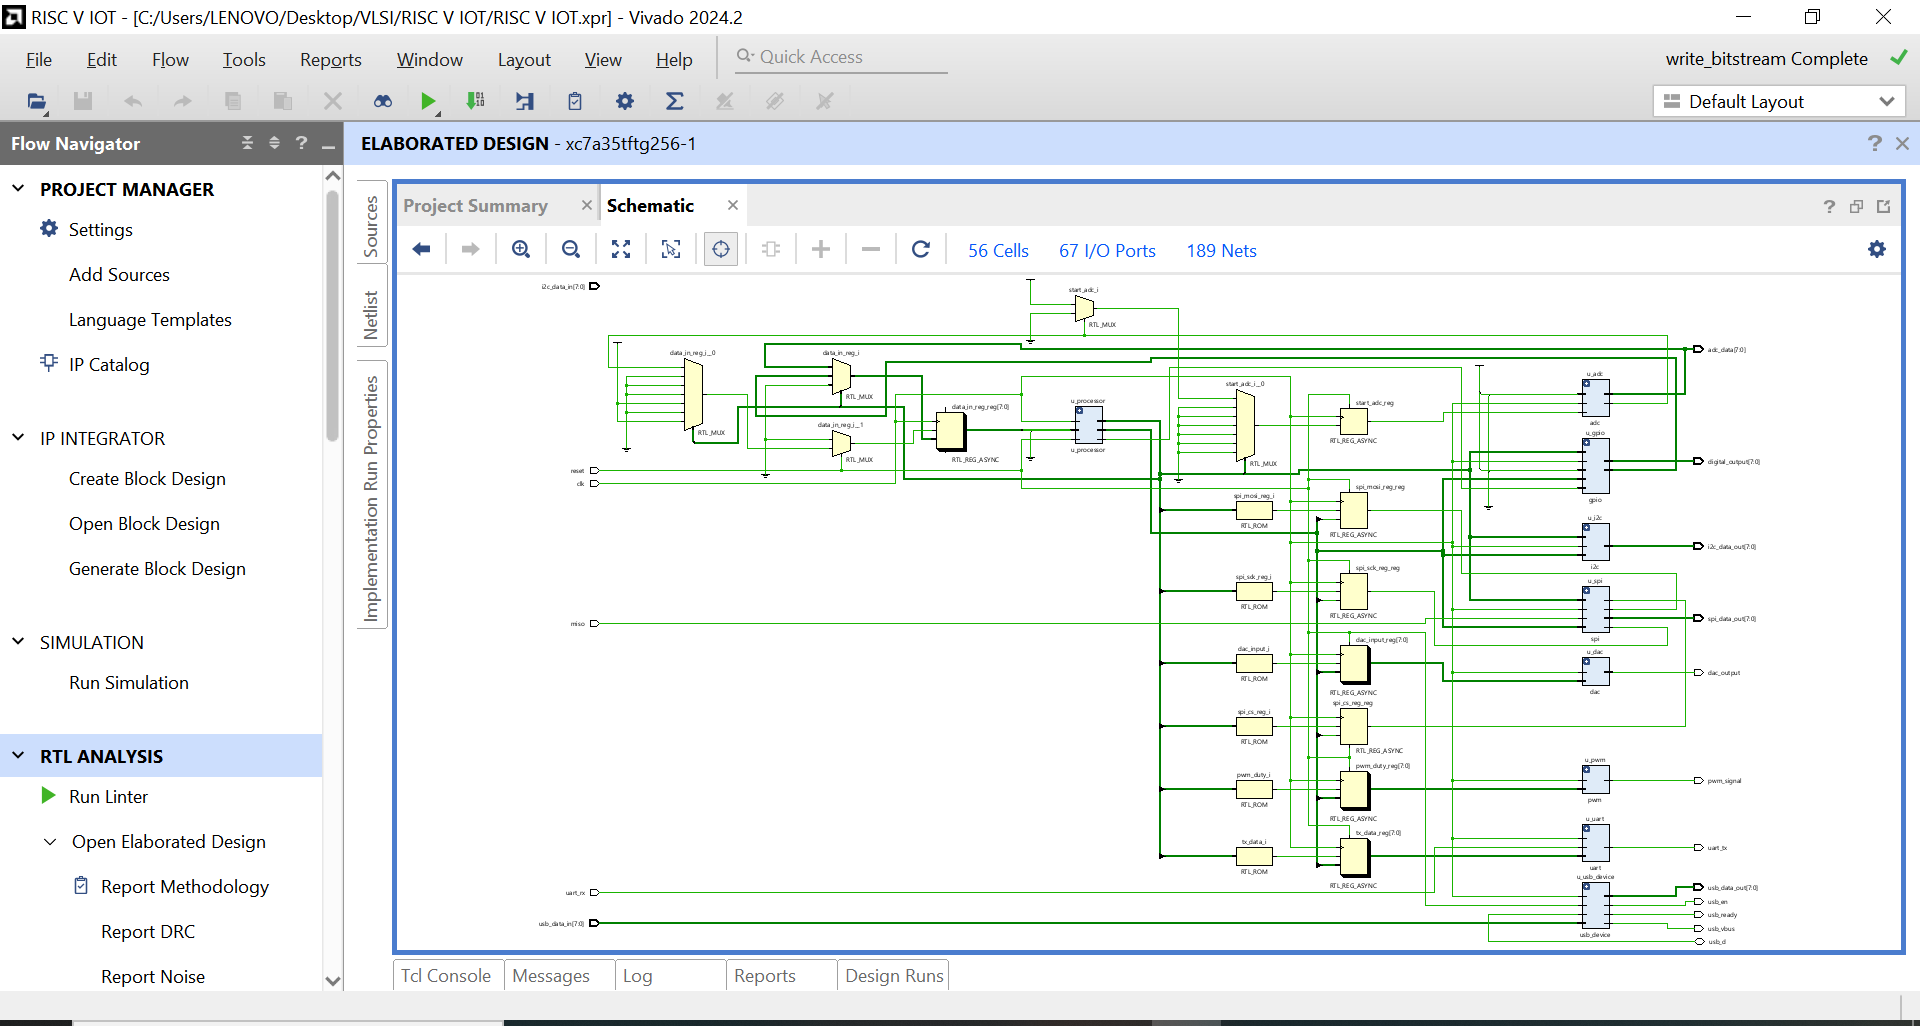 RISC V IOT - [C:/Users/LENOVO/Desktop/VLSI/RISC V IOT/RISC V IOT.xpr] - Vivado 2024.2
File Edit Flow Tools Reports Window Layout View Help Quick Access write_bitstream Complete
Default Layout
Flow Navigator
PROJECT MANAGER
Settings
Add Sources
Language Templates
IP Catalog
IP INTEGRATOR
Create Block Design
Open Block Design
Generate Block Design
SIMULATION
Run Simulation
RTL ANALYSIS
Run Linter
Open Elaborated Design
Report Methodology
Report DRC
Report Noise
ELABORATED DESIGN - xc7a35tftg256-1
Sources
Netlist
Implementation Run Properties
Project Summary
Schematic
56 Cells 67 I/O Ports 189 Nets
i2c_data_in[7:0]
start_adc_i
RTL_MUX
data_in_reg_i__0
RTL_MUX
data_in_reg_i
RTL_MUX
data_in_reg_i__1
RTL_MUX
data_in_reg_reg[7:0]
RTL_REG_ASYNC
u_processor
u_processor
start_adc_i__0
RTL_MUX
start_adc_reg
RTL_REG_ASYNC
u_adc
adc
adc_data[7:0]
u_gpio
gpio
digital_output[7:0]
reset
clk
spi_mosi_reg_i
RTL_ROM
spi_mosi_reg_reg
RTL_REG_ASYNC
u_i2c
i2c
i2c_data_out[7:0]
spi_sck_reg_i
RTL_ROM
spi_sck_reg_reg
RTL_REG_ASYNC
u_spi
spi
spi_data_out[7:0]
miso
dac_input_i
RTL_ROM
dac_input_reg[7:0]
RTL_REG_ASYNC
u_dac
dac
dac_output
spi_cs_reg_i
RTL_ROM
spi_cs_reg_reg
RTL_REG_ASYNC
pwm_duty_i
RTL_ROM
pwm_duty_reg[7:0]
RTL_REG_ASYNC
u_pwm
pwm
pwm_signal
tx_data_i
RTL_ROM
tx_data_reg[7:0]
RTL_REG_ASYNC
u_uart
uart
uart_tx
uart_rx
usb_data_in[7:0]
u_usb_device
usb_device
usb_data_out[7:0]
usb_en
usb_ready
usb_vbus
usb_d
Tcl Console Messages Log Reports Design Runs